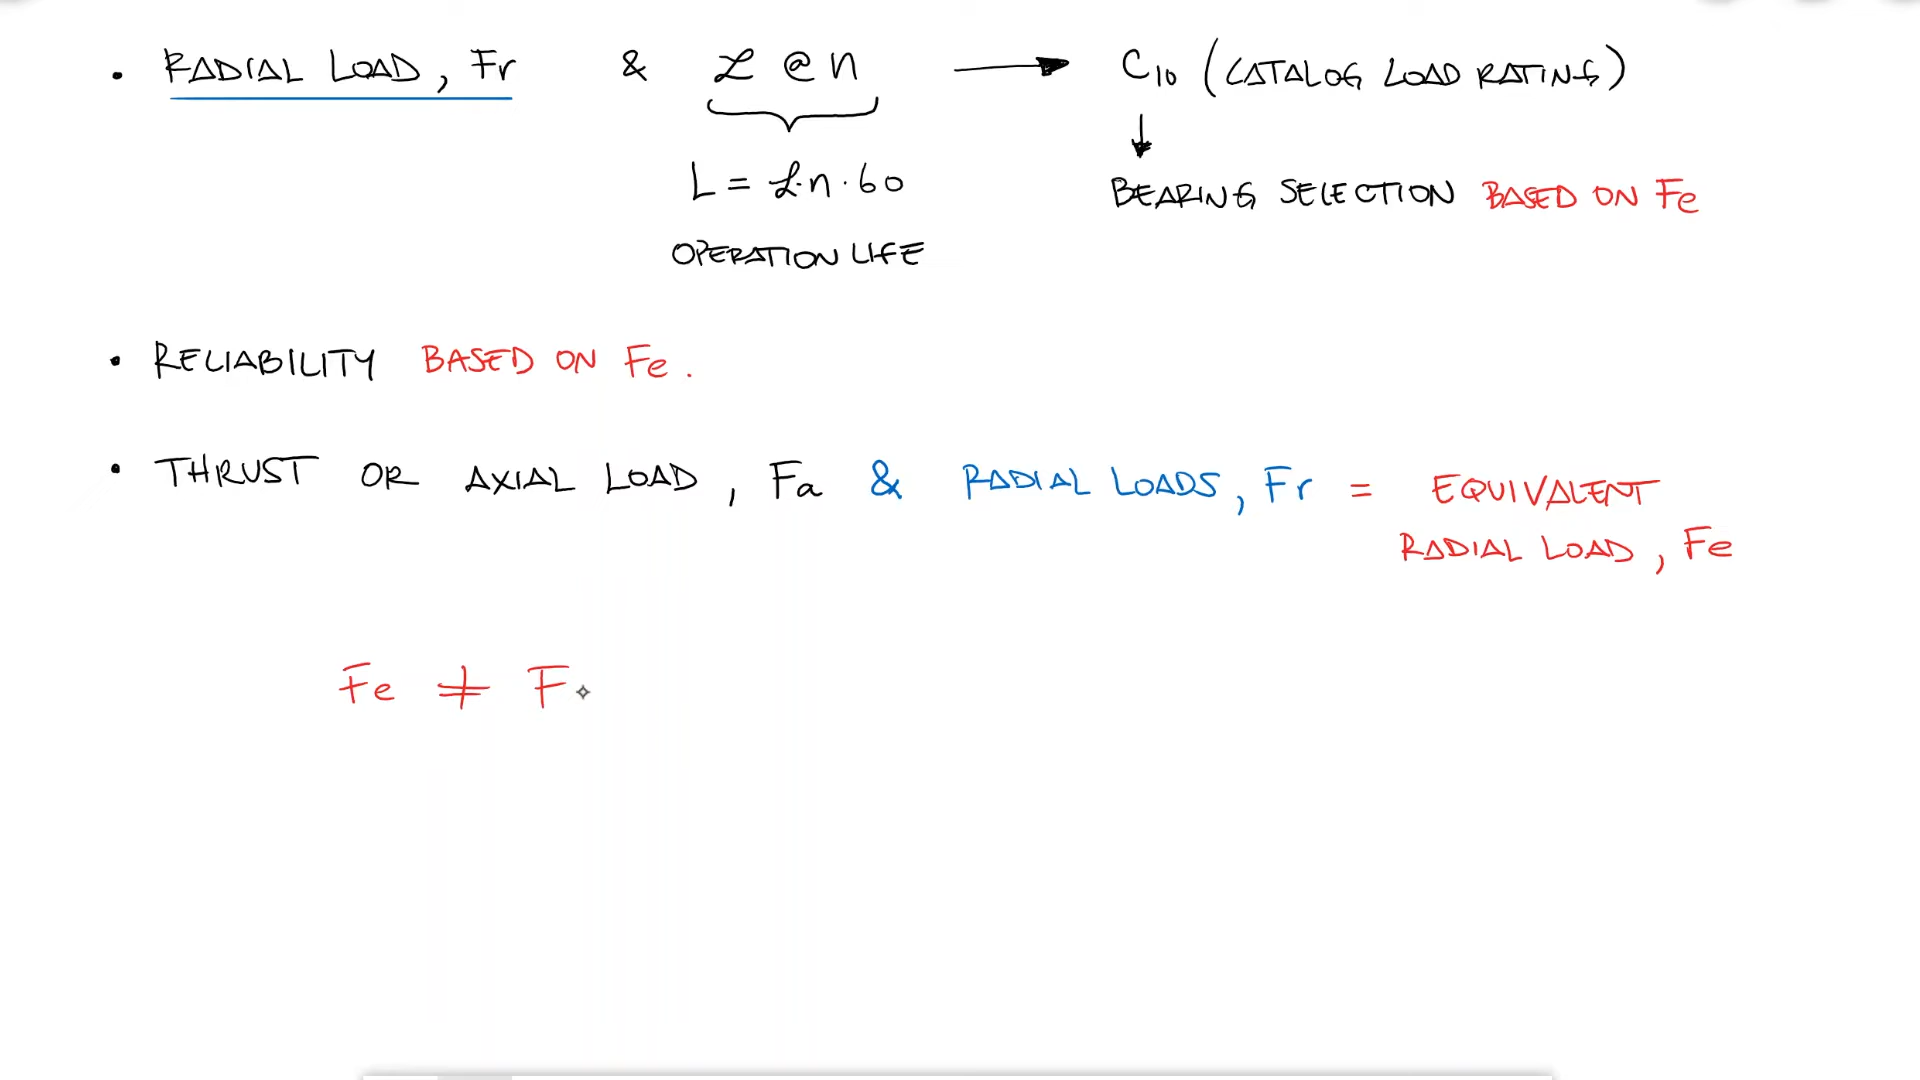 • RADIAL LOAD, Fr & ℒ @ n → C₁₀ (CATALOG LOAD RATING)
L = ℒ·n·60
BEARING SELECTION BASED ON Fe
OPERATION LIFE
• RELIABILITY BASED ON Fe.
• THRUST OR AXIAL LOAD, Fa & RADIAL LOADS, Fr = EQUIVALENT
RADIAL LOAD, Fe
Fe ≠ F